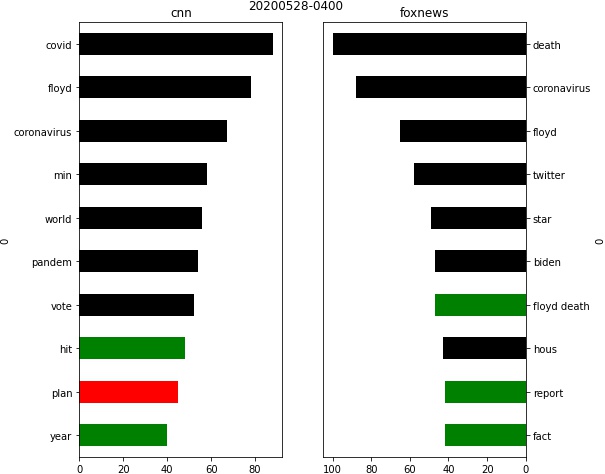 20200528-0400
cnn
foxnews
covid
floyd
coronavirus
min
world
pandem
vote
hit
plan
year
0
0 20 40 60 80
death
coronavirus
floyd
twitter
star
biden
floyd death
hous
report
fact
0
100 80 60 40 20 0